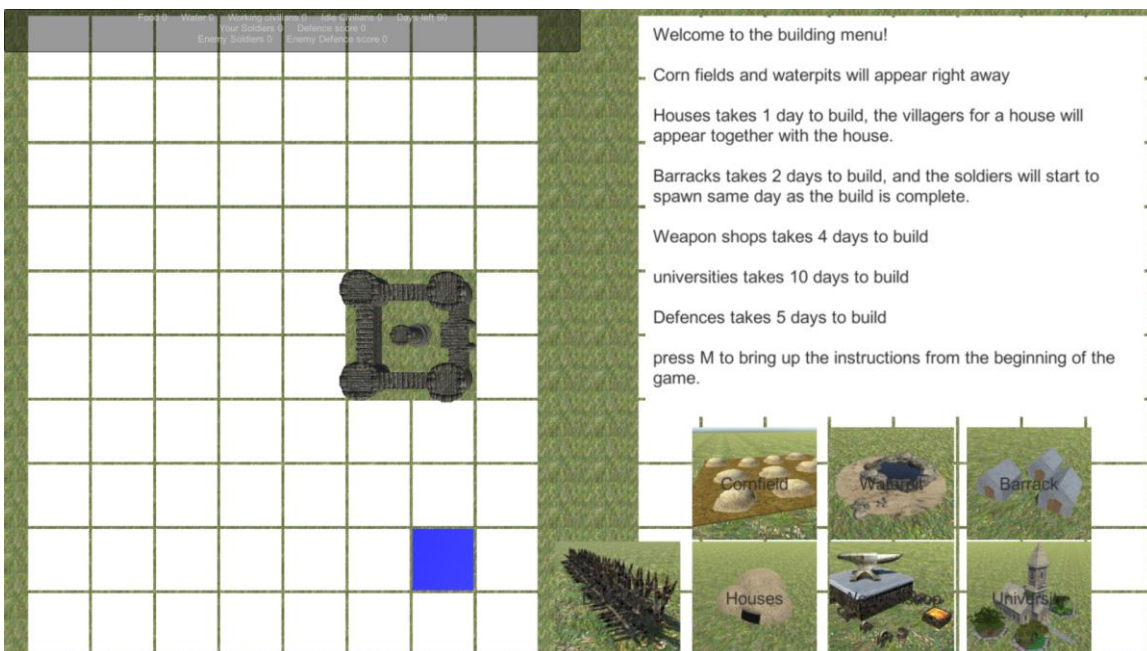 Food 0 Water 0 Working civilians 0 Idle Civilians 0 Days left 60
Your Soldiers 0 Defence score 0
Enemy Soldiers 0 Enemy Defence score 0
Welcome to the building menu!
Corn fields and waterpits will appear right away
Houses takes 1 day to build, the villagers for a house will
appear together with the house.
Barracks takes 2 days to build, and the soldiers will start to
spawn same day as the build is complete.
Weapon shops takes 4 days to build
universities takes 10 days to build
Defences takes 5 days to build
press M to bring up the instructions from the beginning of the
game.
Cornfield
Barrack
Houses
University